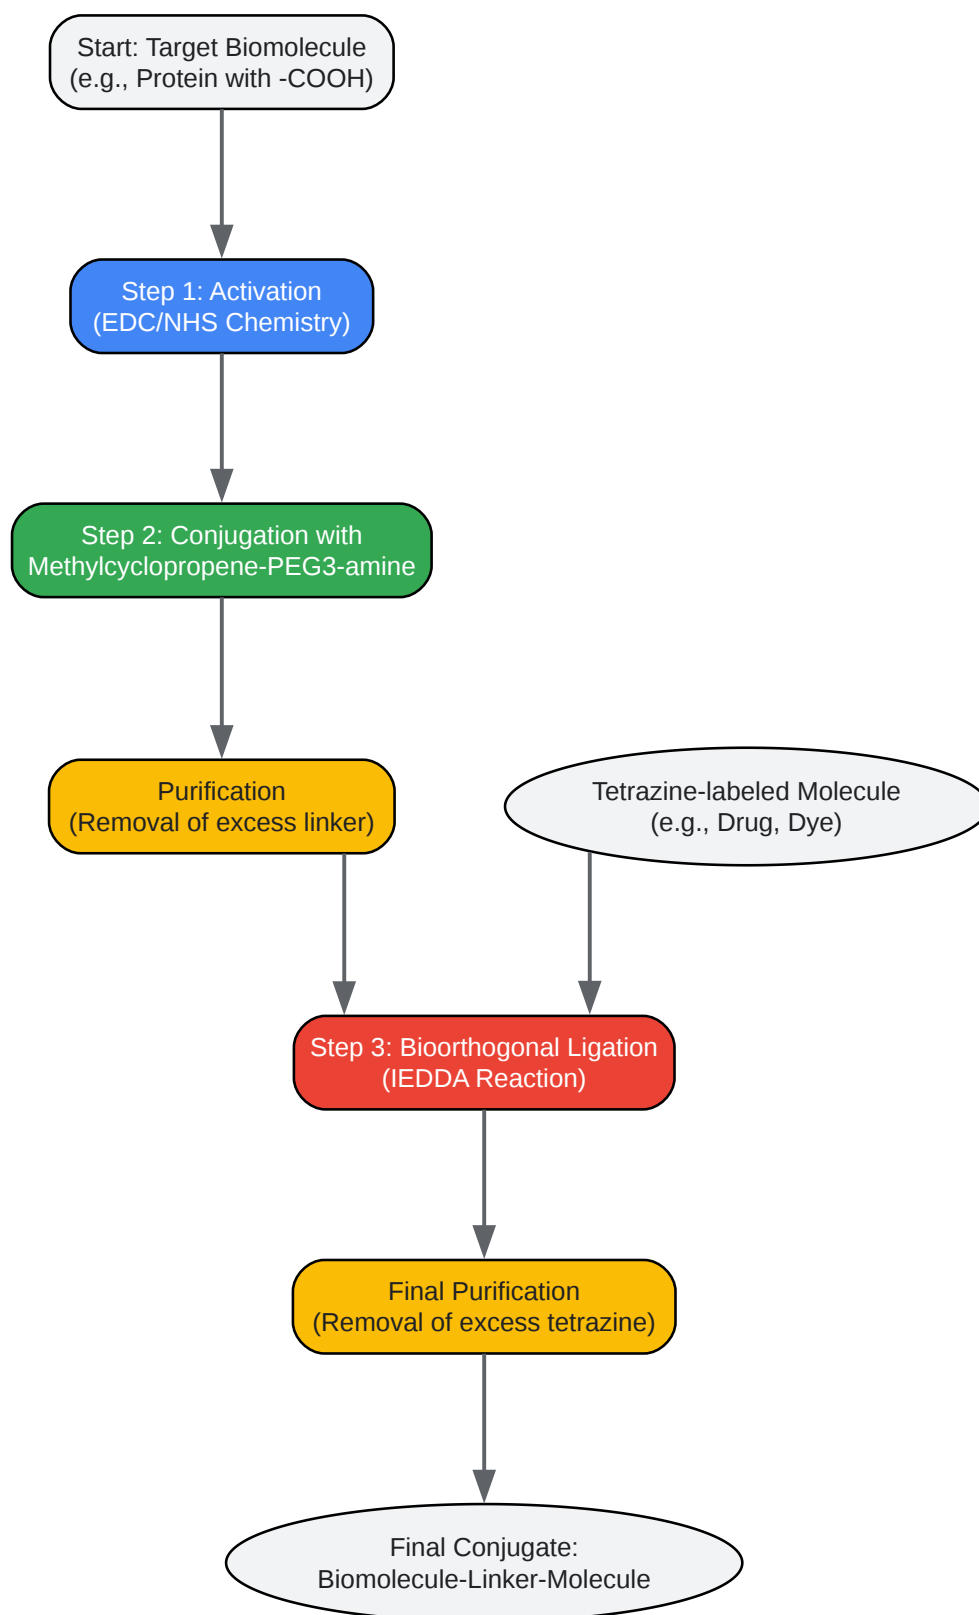 Start: Target Biomolecule
(e.g., Protein with -COOH)
Step 1: Activation
(EDC/NHS Chemistry)
Step 2: Conjugation with
Methylcyclopropene-PEG3-amine
Purification
(Removal of excess linker)
Tetrazine-labeled Molecule
(e.g., Drug, Dye)
Step 3: Bioorthogonal Ligation
(IEDDA Reaction)
Final Purification
(Removal of excess tetrazine)
Final Conjugate:
Biomolecule-Linker-Molecule